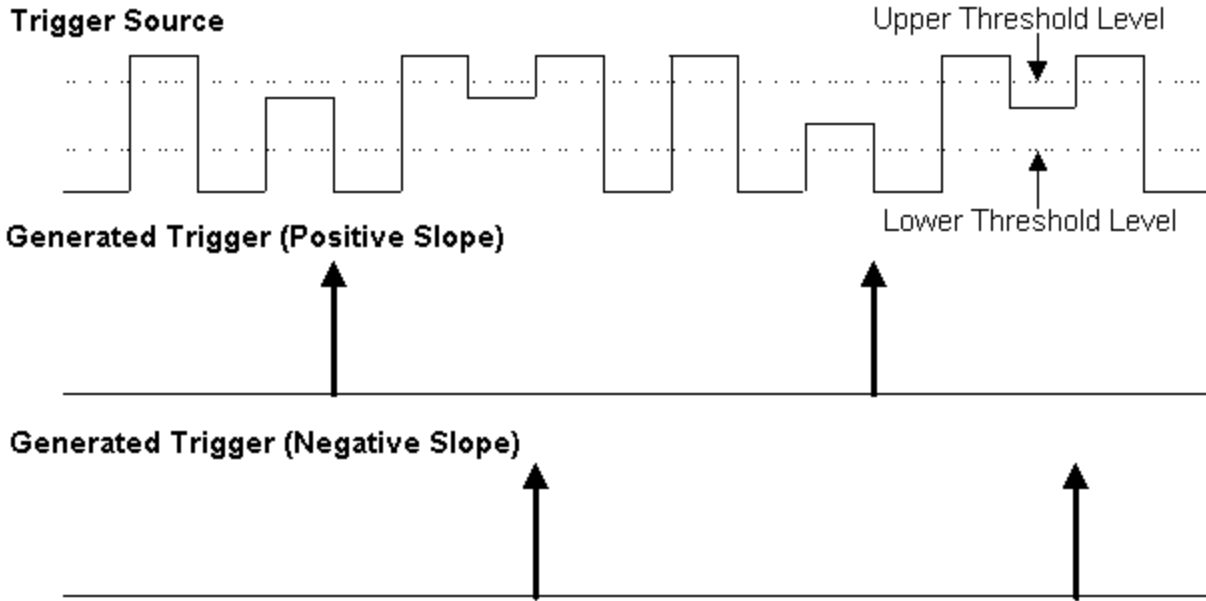 Trigger Source
Upper Threshold Level
Lower Threshold Level
Generated Trigger (Positive Slope)
Generated Trigger (Negative Slope)